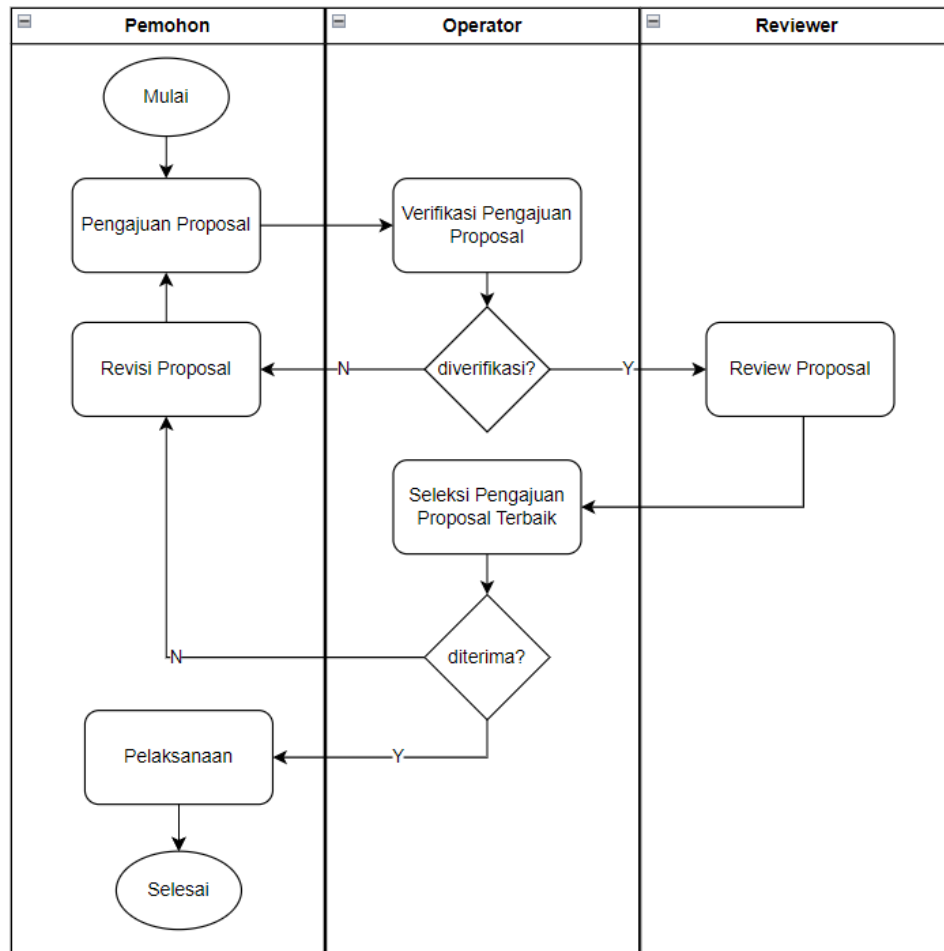 Pemohon
Operator
Reviewer
Mulai
Pengajuan Proposal
Verifikasi Pengajuan
Proposal
Revisi Proposal
N
diverifikasi?
Y
Review Proposal
Seleksi Pengajuan
Proposal Terbaik
N
diterima?
Pelaksanaan
Y
Selesai